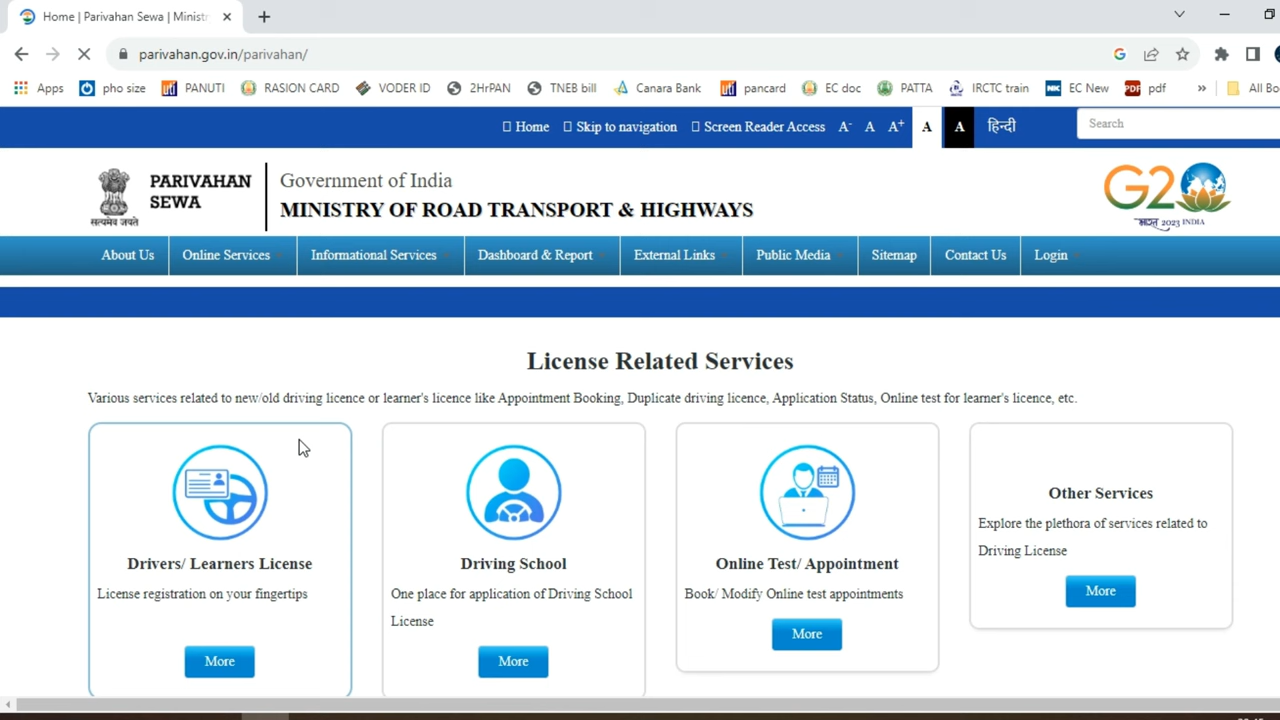 Home | Parivahan Sewa | Ministr
parivahan.gov.in/parivahan/
Apps pho size PANUTI RASION CARD VODER ID 2HrPAN TNEB bill Canara Bank pancard EC doc PATTA IRCTC train EC New pdf » All Bo
Home Skip to navigation Screen Reader Access A- A A+ A A हिन्दी Search
PARIVAHAN
SEWA
सत्यमेव जयते
Government of India
MINISTRY OF ROAD TRANSPORT & HIGHWAYS
G20
भारत 2023 INDIA
About Us Online Services Informational Services Dashboard & Report External Links Public Media Sitemap Contact Us Login
License Related Services
Various services related to new/old driving licence or learner's licence like Appointment Booking, Duplicate driving licence, Application Status, Online test for learner's licence, etc.
Drivers/ Learners License
License registration on your fingertips
More
Driving School
One place for application of Driving School
License
More
Online Test/ Appointment
Book/ Modify Online test appointments
More
Other Services
Explore the plethora of services related to
Driving License
More